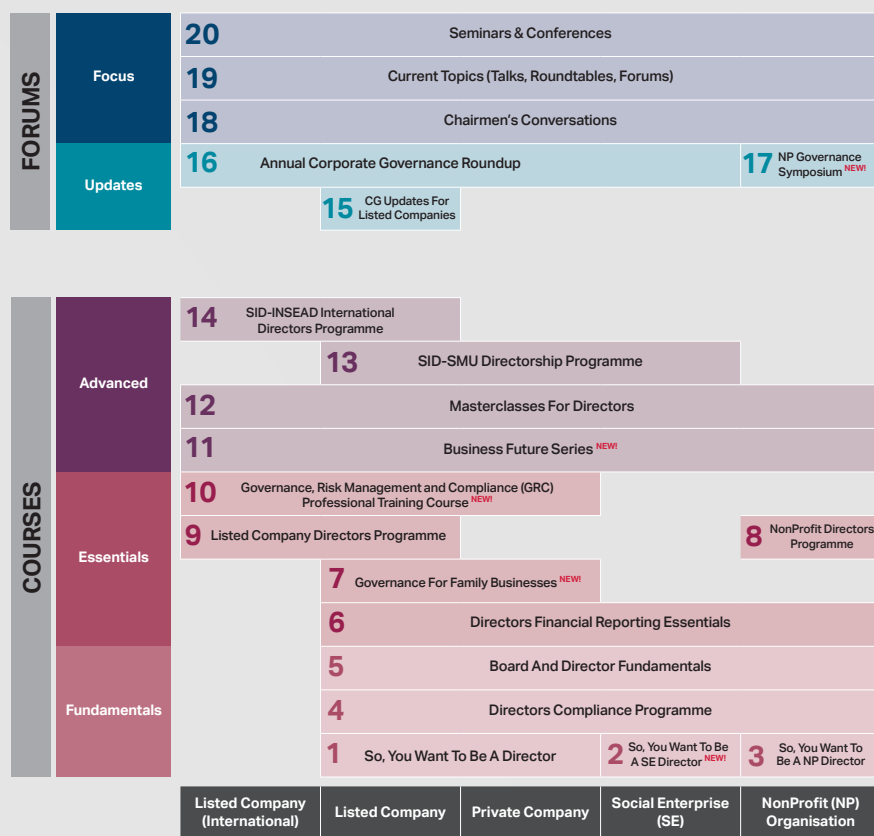 FORUMS
Focus
20 Seminars & Conferences
19 Current Topics (Talks, Roundtables, Forums)
18 Chairmen's Conversations
Updates
16 Annual Corporate Governance Roundup
17 NP Governance
Symposium NEW!
15 CG Updates For
Listed Companies
COURSES
Advanced
14 SID-INSEAD International
Directors Programme
13 SID-SMU Directorship Programme
12 Masterclasses For Directors
11 Business Future Series NEW!
Essentials
10 Governance, Risk Management and Compliance (GRC)
Professional Training Course NEW!
9 Listed Company Directors Programme
8 NonProfit Directors
Programme
7 Governance For Family Businesses NEW!
6 Directors Financial Reporting Essentials
Fundamentals
5 Board And Director Fundamentals
4 Directors Compliance Programme
1 So, You Want To Be A Director
2 So, You Want To Be
A SE Director NEW!
3 So, You Want To
Be A NP Director
Listed Company
(International)
Listed Company
Private Company
Social Enterprise
(SE)
NonProfit (NP)
Organisation